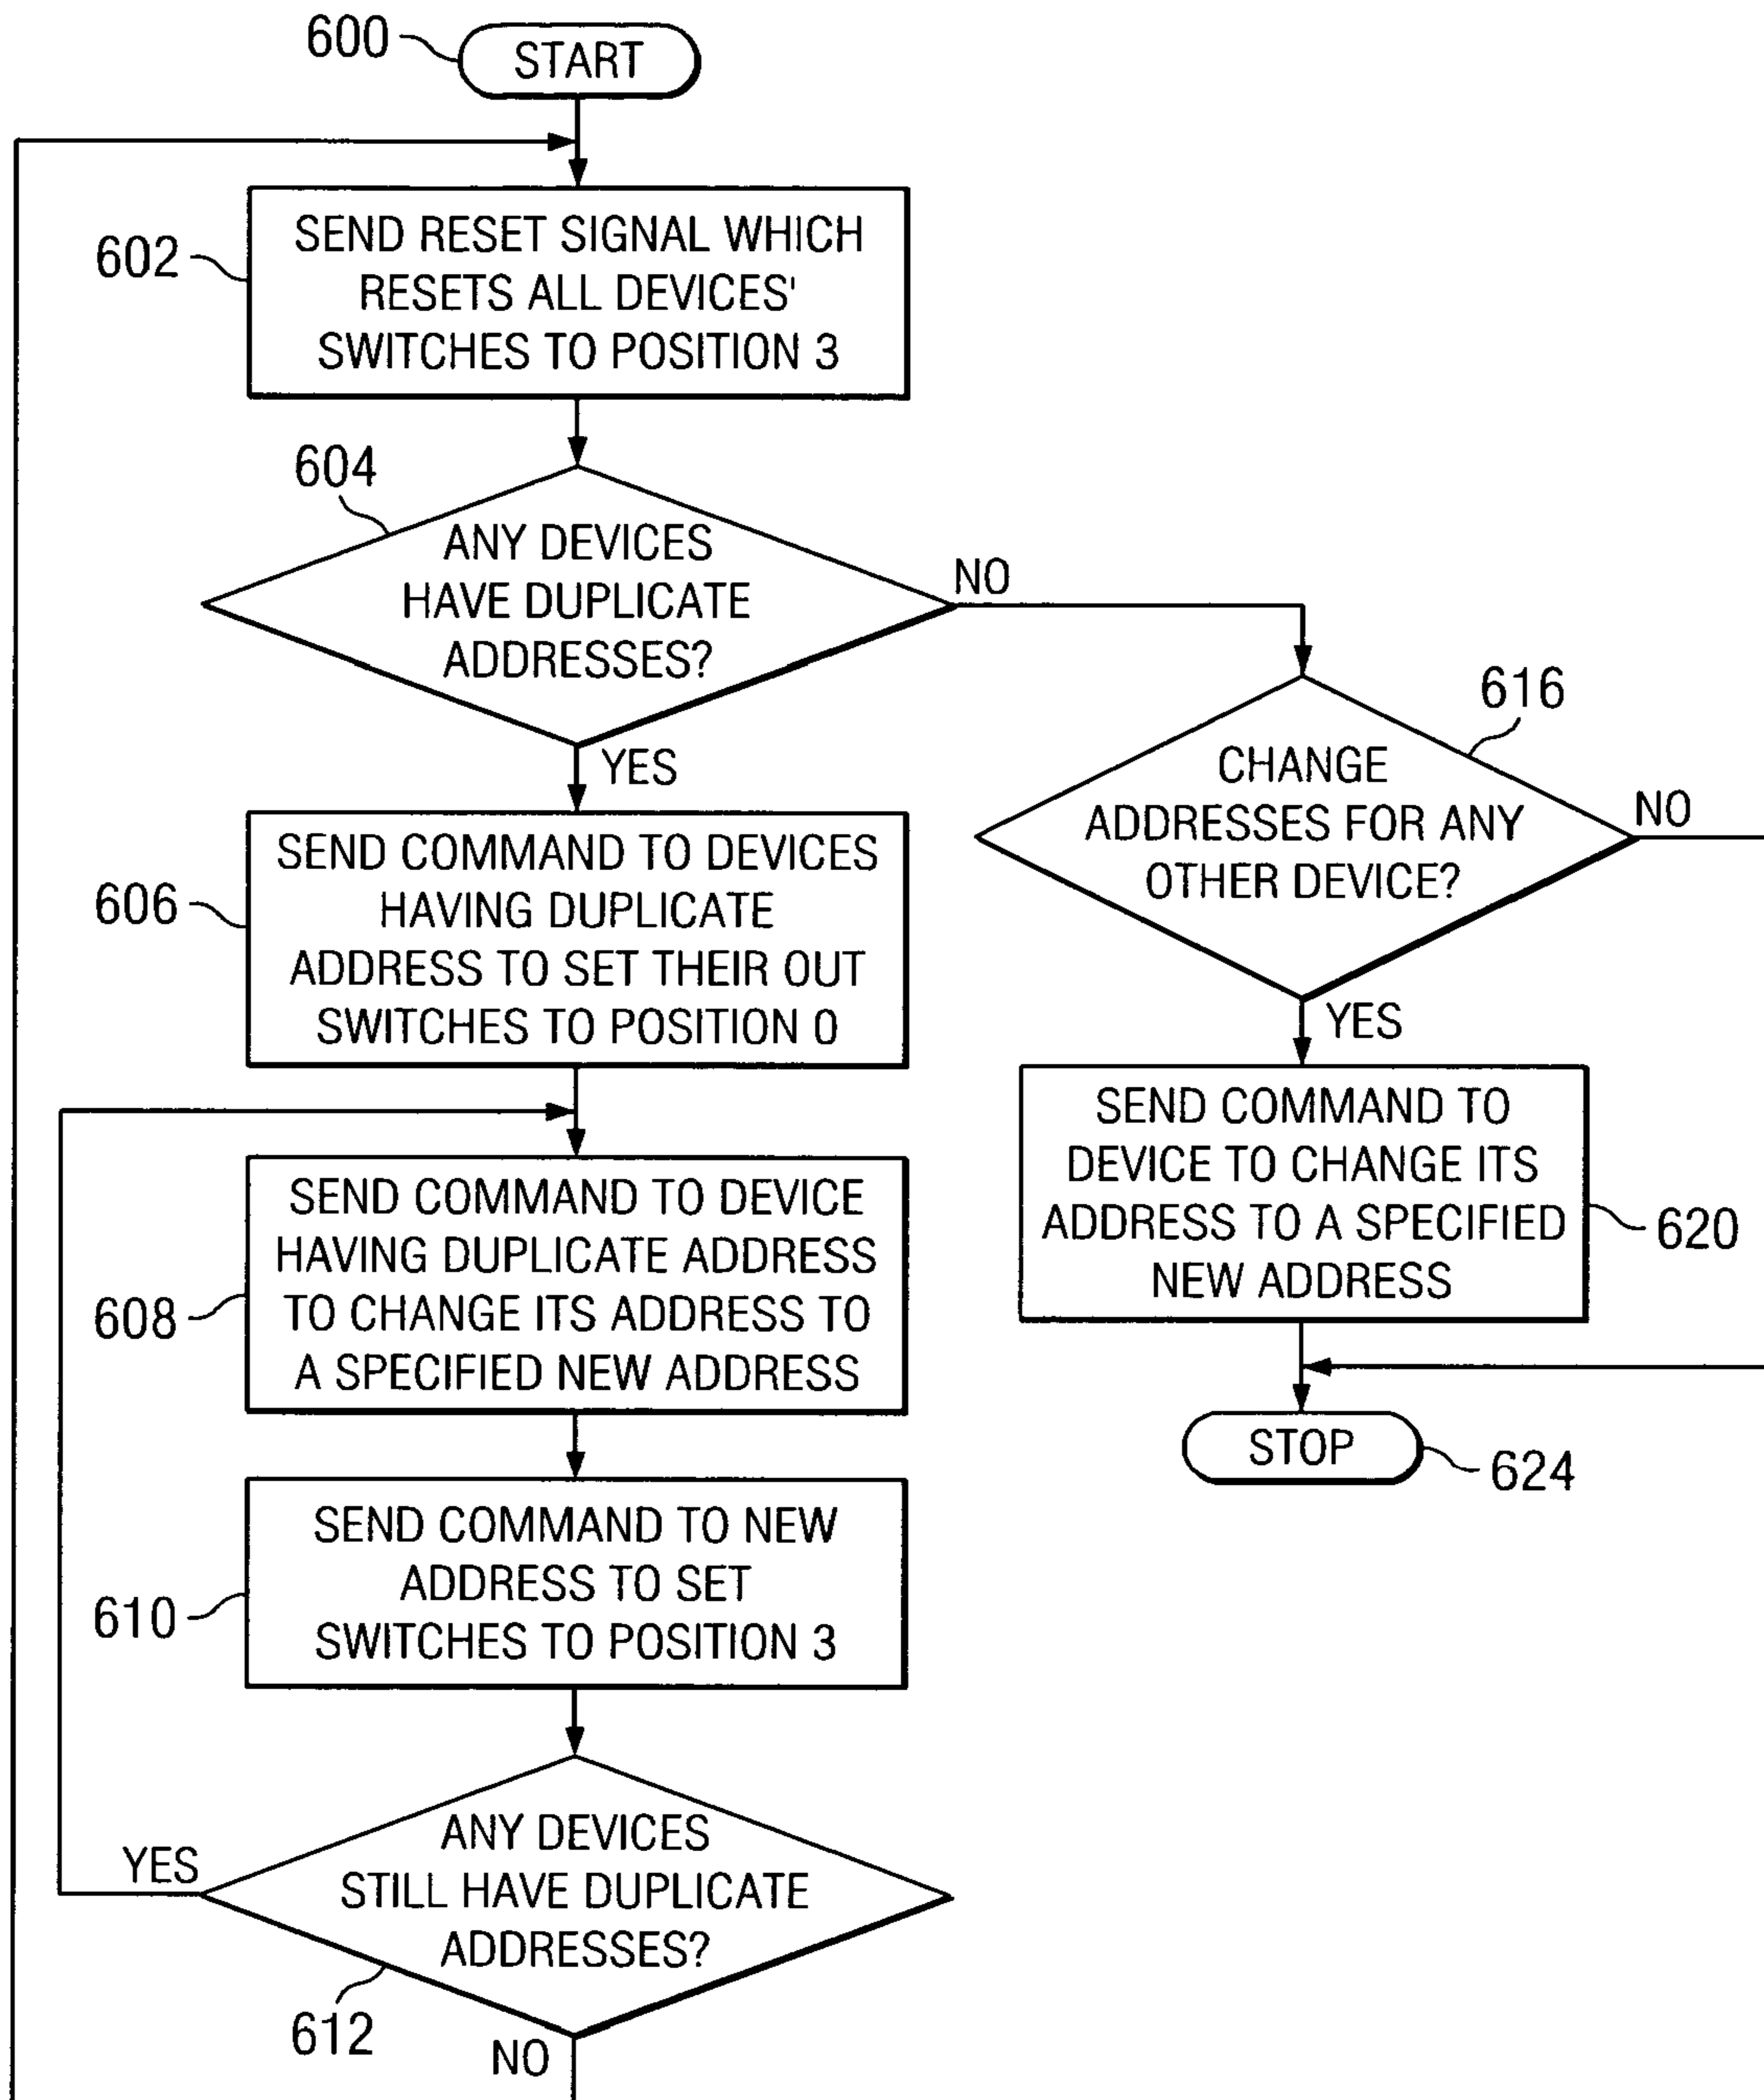 600
START
602
SEND RESET SIGNAL WHICH
RESETS ALL DEVICES'
SWITCHES TO POSITION 3
604
ANY DEVICES
HAVE DUPLICATE
ADDRESSES?
NO
YES
616
CHANGE
ADDRESSES FOR ANY
OTHER DEVICE?
NO
YES
606
SEND COMMAND TO DEVICES
HAVING DUPLICATE
ADDRESS TO SET THEIR OUT
SWITCHES TO POSITION 0
SEND COMMAND TO
DEVICE TO CHANGE ITS
ADDRESS TO A SPECIFIED
NEW ADDRESS
620
608
SEND COMMAND TO DEVICE
HAVING DUPLICATE ADDRESS
TO CHANGE ITS ADDRESS TO
A SPECIFIED NEW ADDRESS
STOP
624
610
SEND COMMAND TO NEW
ADDRESS TO SET
SWITCHES TO POSITION 3
YES
ANY DEVICES
STILL HAVE DUPLICATE
ADDRESSES?
612
NO